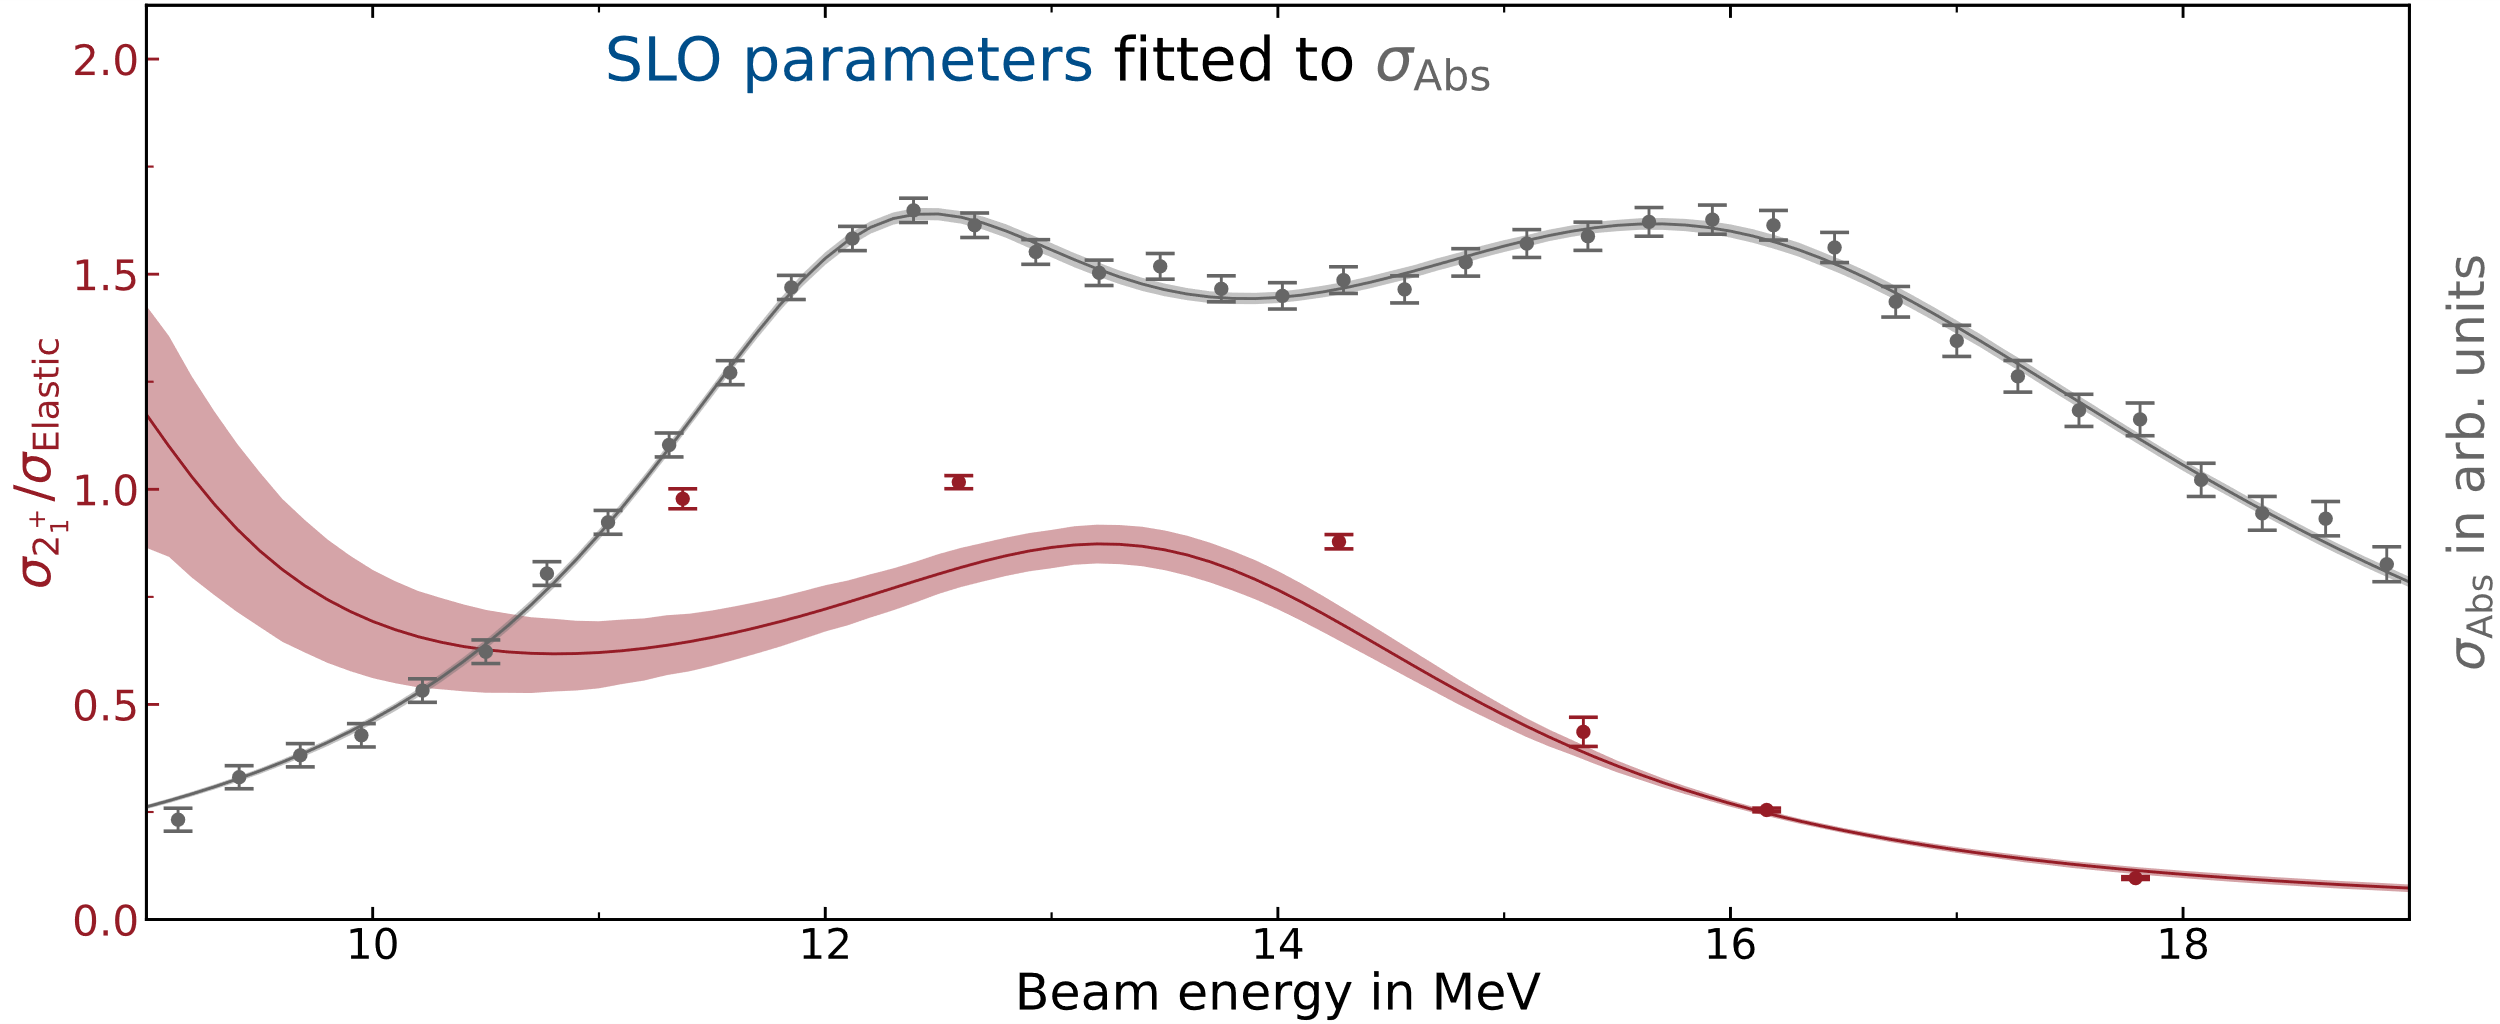 SLO parameters fitted to σAbs
2.0
1.5
1.0
0.5
0.0
σ2₁⁺/σElastic
σAbs in arb. units
10 12 14 16 18
Beam energy in MeV